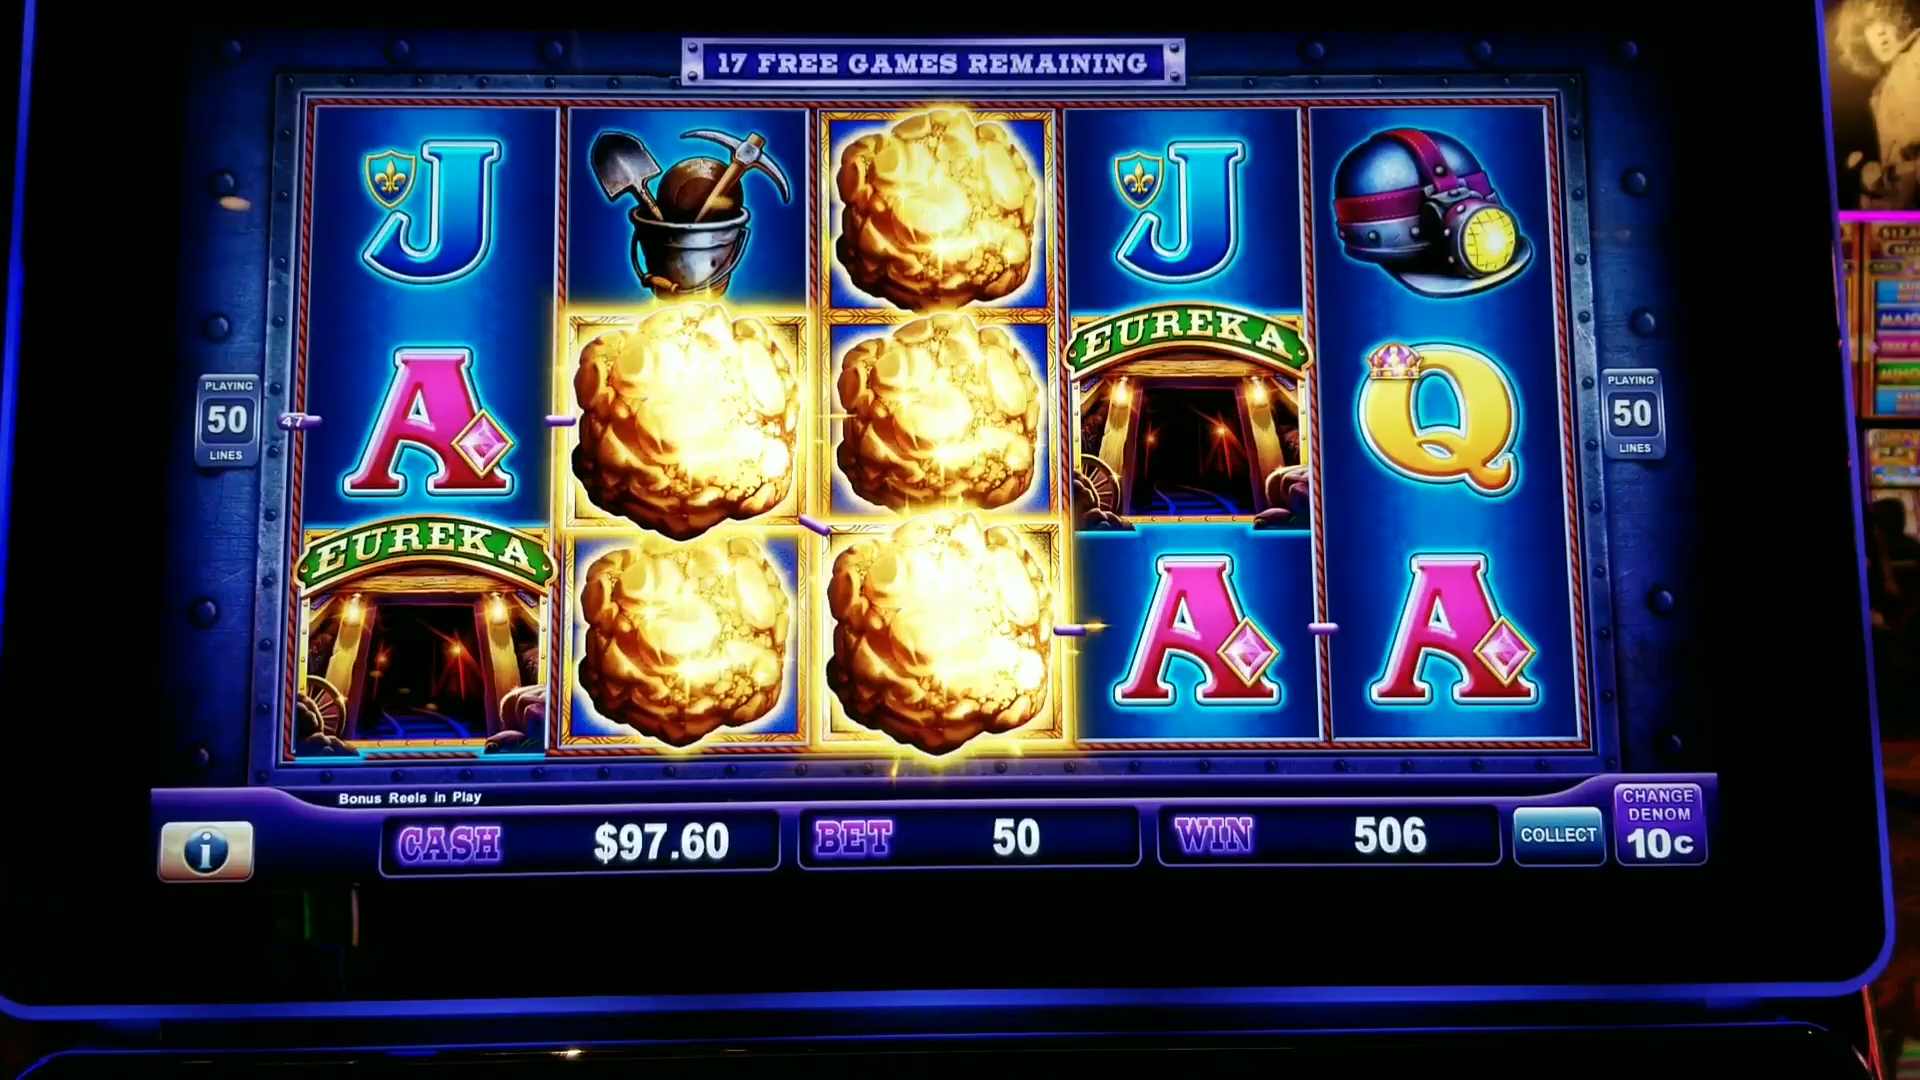 17 FREE GAMES REMAINING
J
J
EUREKA
PLAYING
50
LINES
47
A
Q
PLAYING
50
LINES
EUREKA
A
A
Bonus Reels in Play
CASH $97.60
BET 50
WIN 506
COLLECT
CHANGE
DENOM
10¢
i